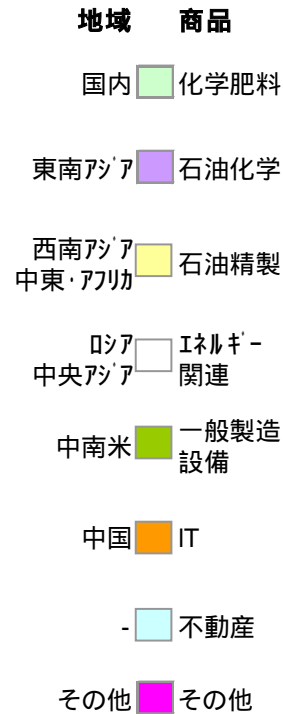 地域 商品
国内 化学肥料
東南ｱｼﾞｱ 石油化学
西南ｱｼﾞｱ
中東･ｱﾌﾘｶ
石油精製
ﾛｼｱ
中央ｱｼﾞｱ
ｴﾈﾙｷﾞｰ
関連
中南米
一般製造
設備
中国 IT
- 不動産
その他 その他